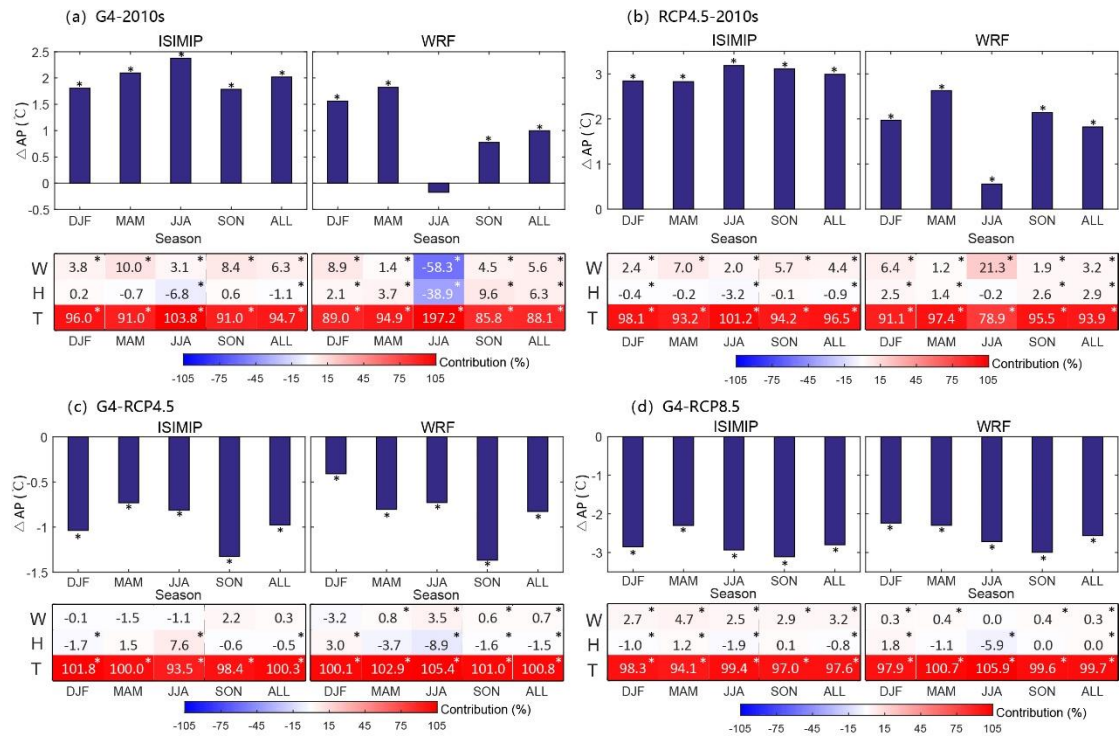 (a) G4-2010s
ISIMIP WRF
2.5
2
1.5
1
0.5
0
-0.5
△ AP (℃)
* * * * * * * * *
DJF MAM JJA SON ALL DJF MAM JJA SON ALL
Season
W 3.8* 10.0* 3.1* 8.4* 6.3* 8.9* 1.4* -58.3* 4.5* 5.6*
H 0.2 -0.7 -6.8* 0.6 -1.1* 2.1* 3.7* -38.9* 9.6* 6.3*
T 96.0* 91.0* 103.8* 91.0* 94.7* 89.0* 94.9* 197.2* 85.8* 88.1*
DJF MAM JJA SON ALL DJF MAM JJA SON ALL
-105 -75 -45 -15 15 45 75 105 Contribution (%)
(b) RCP4.5-2010s
ISIMIP WRF
3
2
1
0
△ AP (℃)
* * * * * * * * * *
DJF MAM JJA SON ALL DJF MAM JJA SON ALL
Season
W 2.4* 7.0* 2.0* 5.7* 4.4* 6.4* 1.2* 21.3* 1.9* 3.2*
H -0.4* -0.2 -3.2* -0.1 -0.9* 2.5* 1.4* -0.2 2.6* 2.9*
T 98.1* 93.2* 101.2* 94.2* 96.5* 91.1* 97.4* 78.9* 95.5* 93.9*
DJF MAM JJA SON ALL DJF MAM JJA SON ALL
-105 -75 -45 -15 15 45 75 105 Contribution (%)
(c) G4-RCP4.5
ISIMIP WRF
0
-0.5
-1
-1.5
△ AP (℃)
* * * * * * * * * *
DJF MAM JJA SON ALL DJF MAM JJA SON ALL
Season
W -0.1 -1.5 -1.1 2.2 0.3 -3.2 0.8* 3.5* 0.6* 0.7*
H -1.7* 1.5 7.6* -0.6 -0.5* 3.0* -3.7 -8.9* -1.6* -1.5*
T 101.8* 100.0* 93.5* 98.4* 100.3* 100.1* 102.9* 105.4* 101.0* 100.8*
DJF MAM JJA SON ALL DJF MAM JJA SON ALL
-105 -75 -45 -15 15 45 75 105 Contribution (%)
(d) G4-RCP8.5
ISIMIP WRF
0
-1
-2
-3
△ AP (℃)
* * * * * * * * * *
DJF MAM JJA SON ALL DJF MAM JJA SON ALL
Season
W 2.7* 4.7* 2.5* 2.9* 3.2* 0.3* 0.4* 0.0 0.4* 0.3*
H -1.0* 1.2* -1.9* 0.1 -0.8* 1.8 -1.1 -5.9* 0.0 0.0
T 98.3* 94.1* 99.4* 97.0* 97.6* 97.9* 100.7* 105.9* 99.6* 99.7*
DJF MAM JJA SON ALL DJF MAM JJA SON ALL
-105 -75 -45 -15 15 45 75 105 Contribution (%)